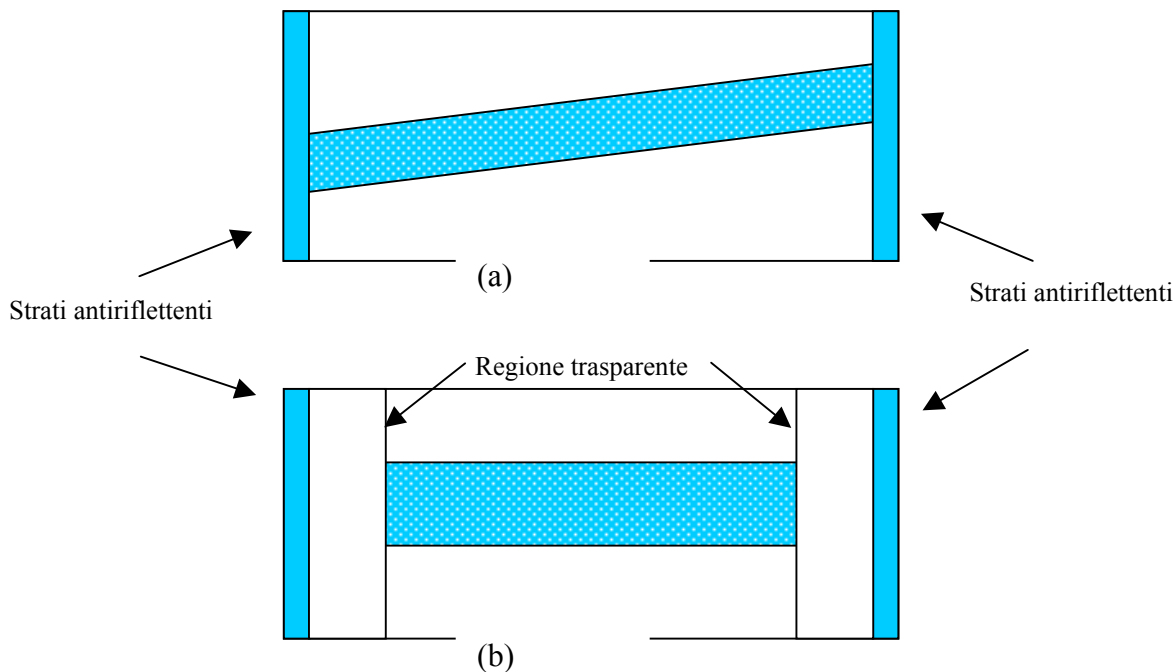 (a)
Strati antiriflettenti
Strati antiriflettenti
Regione trasparente
(b)